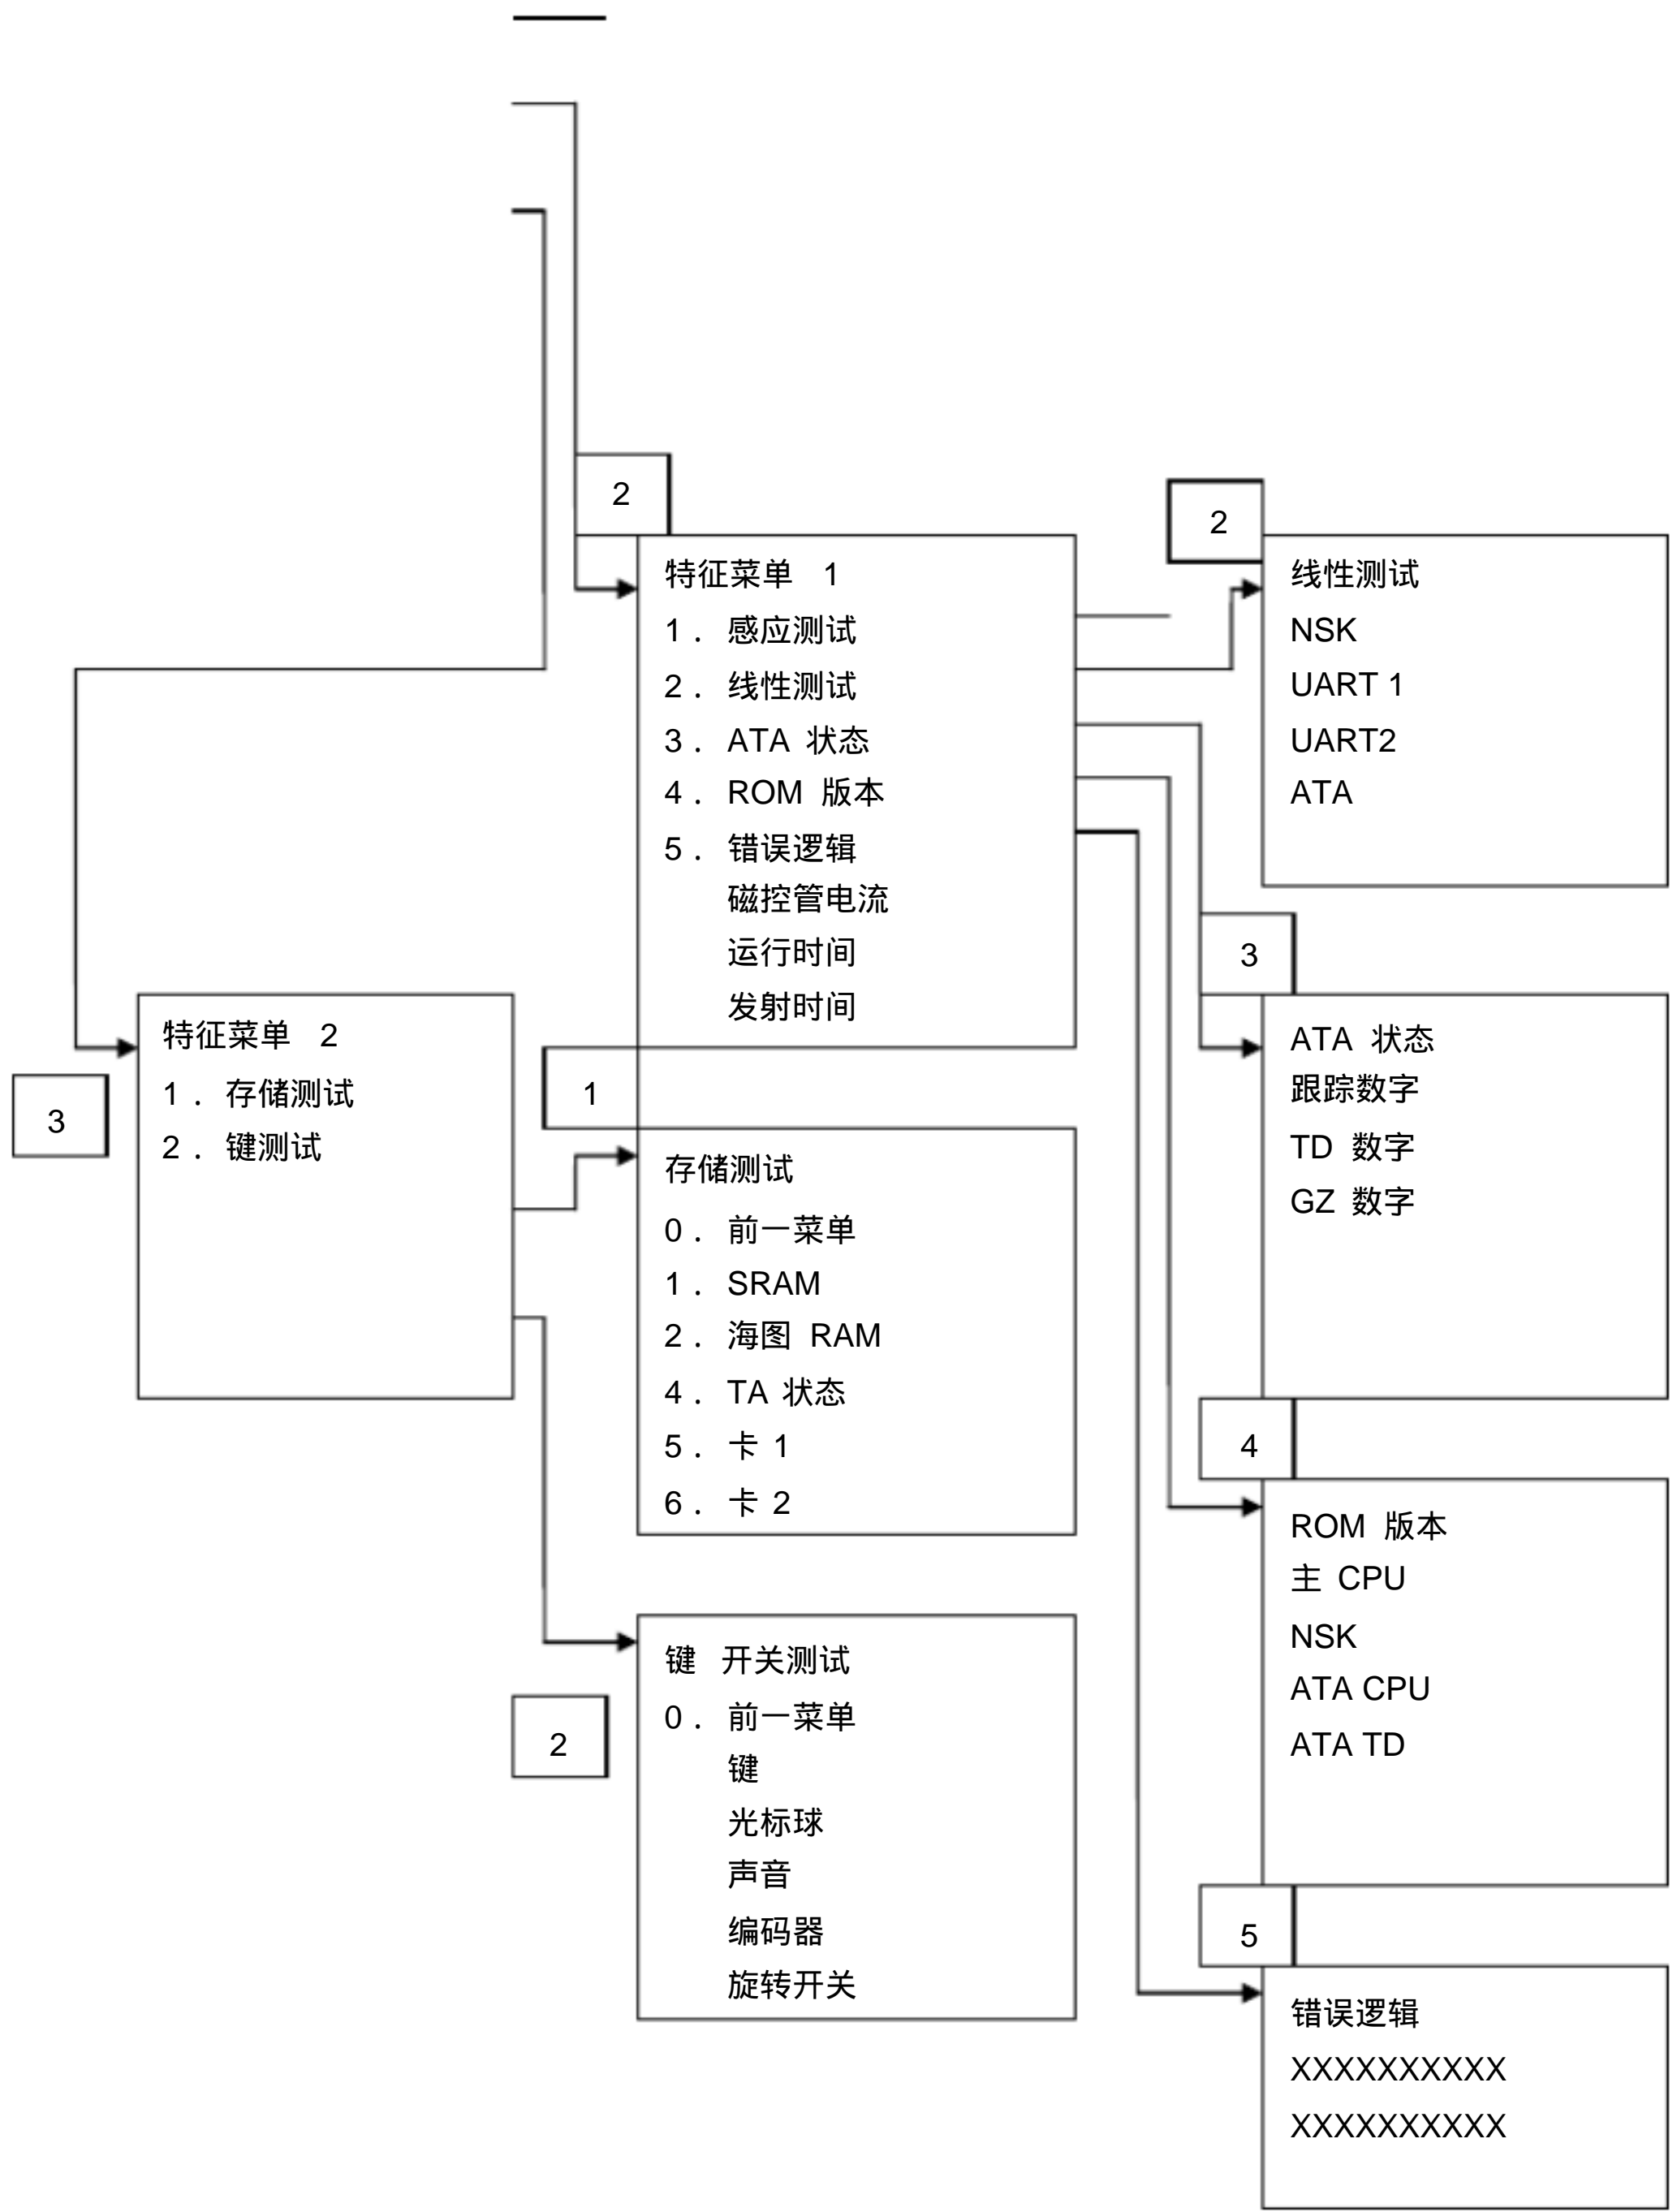 2
特征菜单 1
1． 感应测试
2． 线性测试
3． ATA 状态
4． ROM 版本
5． 错误逻辑
磁控管电流
运行时间
发射时间
2
线性测试
NSK
UART 1
UART2
ATA
3
ATA 状态
跟踪数字
TD 数字
GZ 数字
3
特征菜单 2
1． 存储测试
2． 键测试
1
存储测试
0． 前一菜单
1． SRAM
2． 海图 RAM
4． TA 状态
5． 卡 1
6． 卡 2
4
ROM 版本
主 CPU
NSK
ATA CPU
ATA TD
2
键 开关测试
0． 前一菜单
键
光标球
声音
编码器
旋转开关
5
错误逻辑
XXXXXXXXXX
XXXXXXXXXX